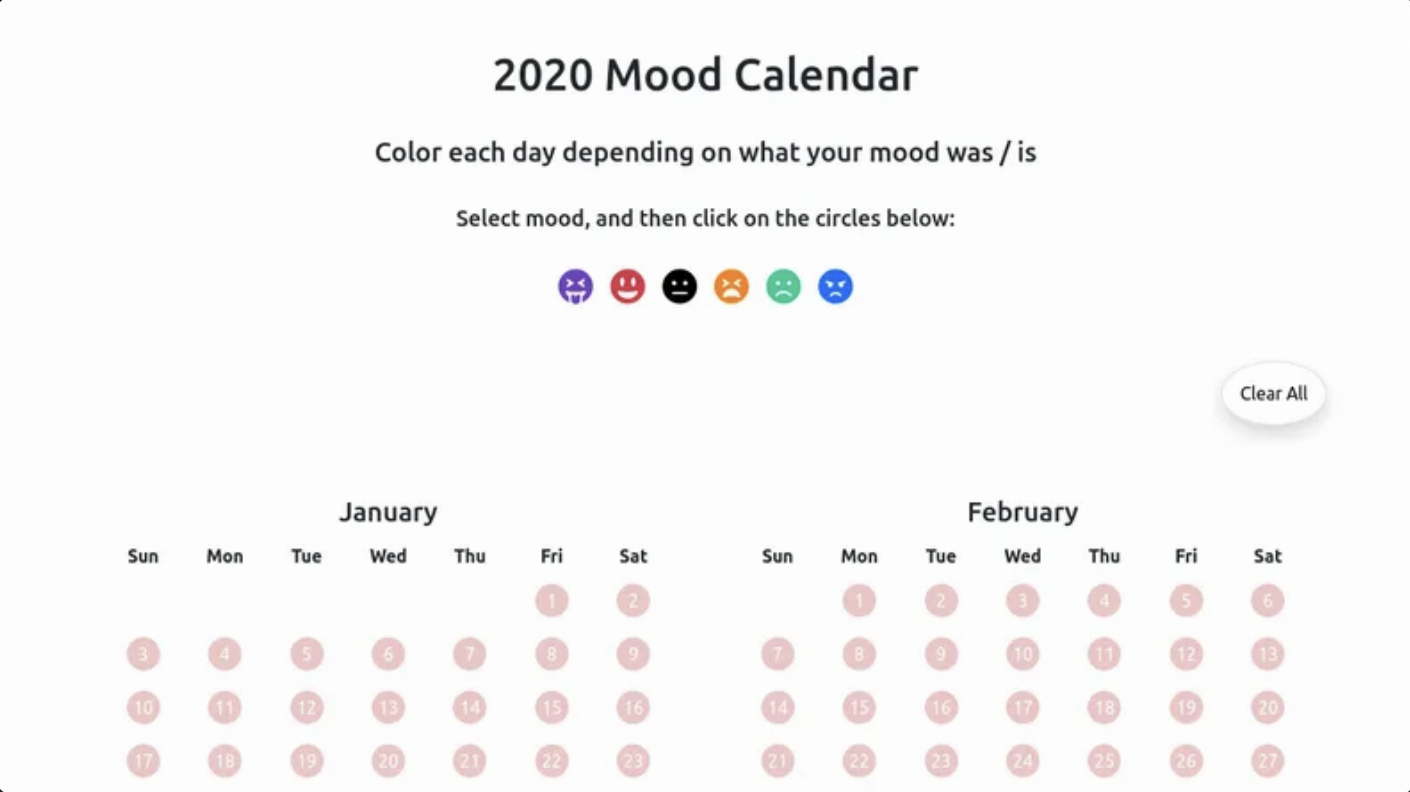 2020 Mood Calendar
Color each day depending on what your mood was / is
Select mood, and then click on the circles below:
Clear All
January
Sun Mon Tue Wed Thu Fri Sat
1 2
3 4 5 6 7 8 9
10 11 12 13 14 15 16
17 18 19 20 21 22 23
February
Sun Mon Tue Wed Thu Fri Sat
1 2 3 4 5 6
7 8 9 10 11 12 13
14 15 16 17 18 19 20
21 22 23 24 25 26 27